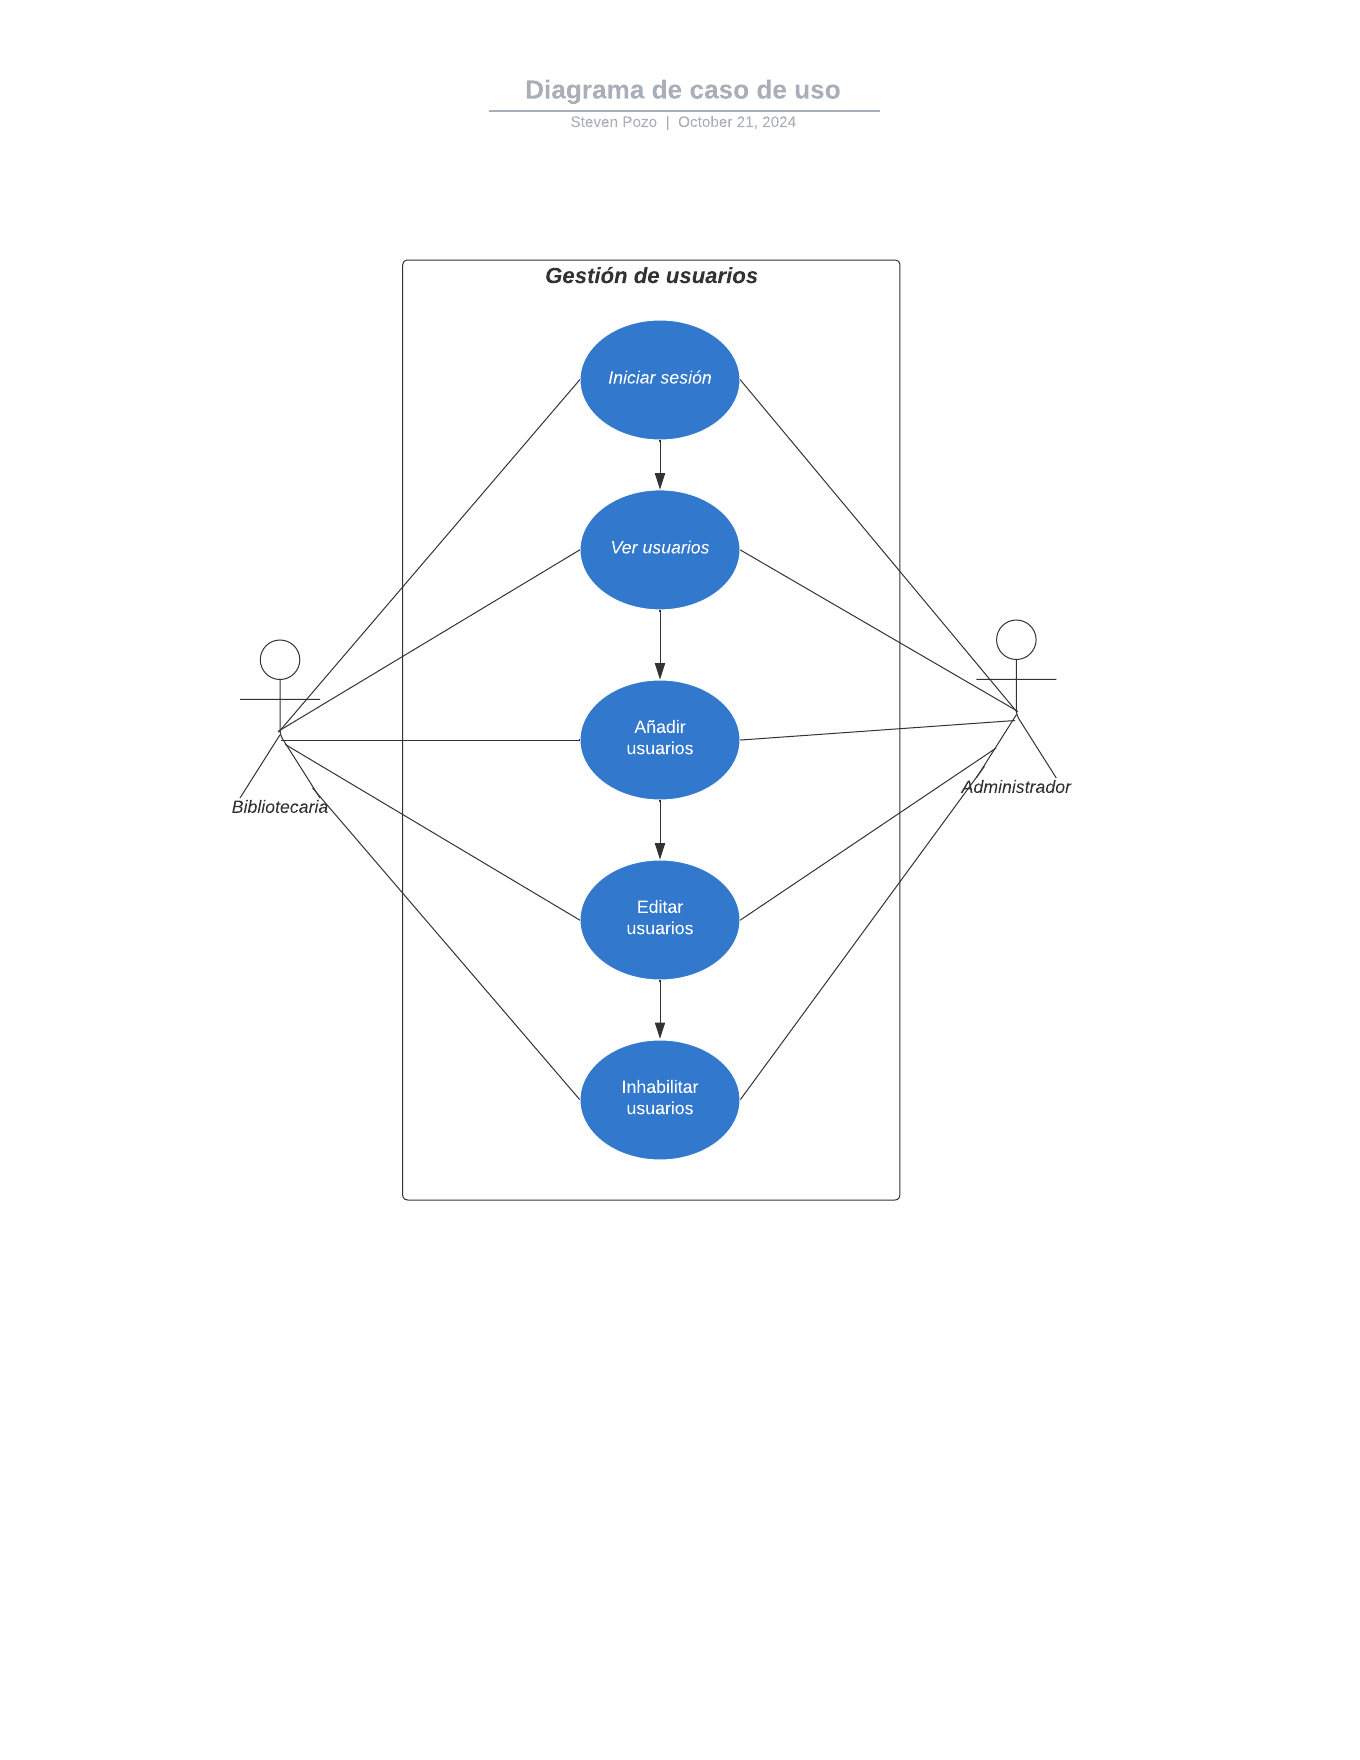 Diagrama de caso de uso
Steven Pozo | October 21, 2024
Gestión de usuarios
Iniciar sesión
Ver usuarios
Añadir
usuarios
Bibliotecaria
Administrador
Editar
usuarios
Inhabilitar
usuarios